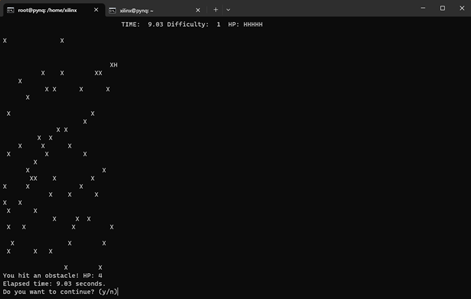 root@pynq: /home/xilinx xilinx@pynq: ~
TIME: 9.03 Difficulty: 1 HP: HHHHH
X X
XH
X X XX
X
X X X X
X
X X
X
X X
X X
X X X
X X X
X
X X
XX X X
X X X
X X X
X X
X X
X X X
X X X X
X X X
X X X
X X
You hit an obstacle! HP: 4
Elapsed time: 9.03 seconds.
Do you want to continue? (y/n)